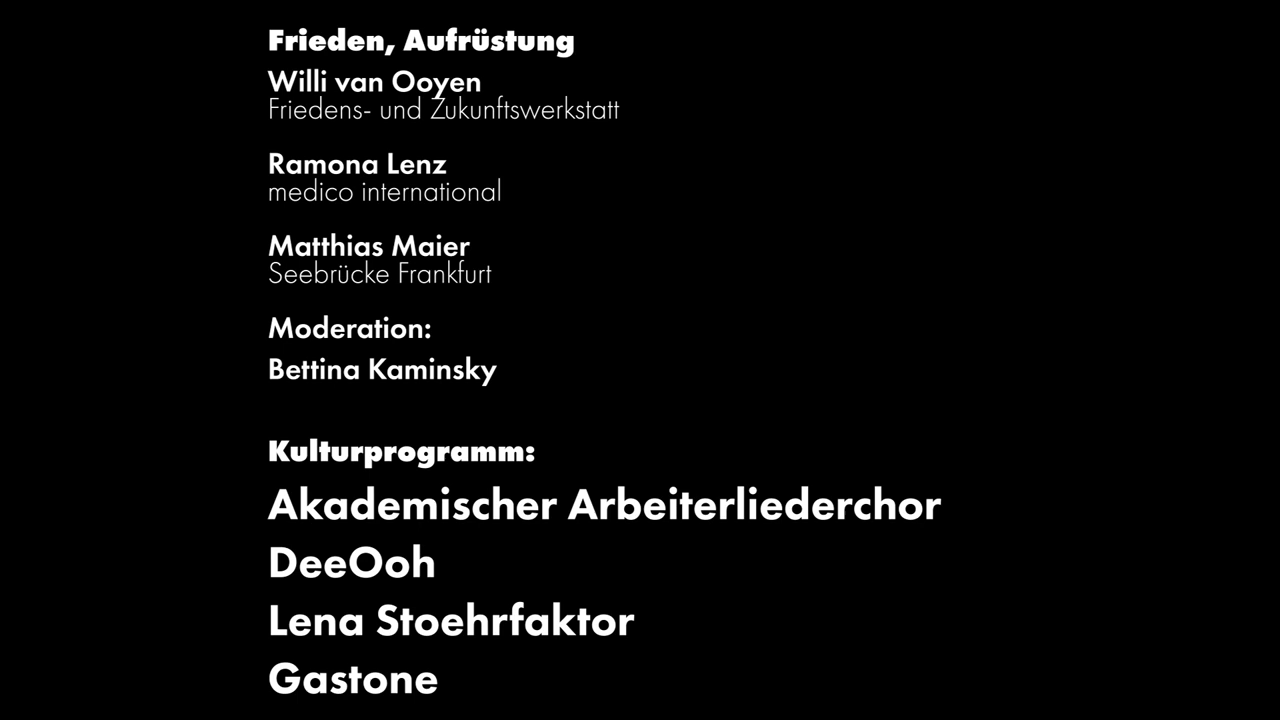 Frieden, Aufrüstung
Willi van Ooyen
Friedens- und Zukunftswerkstatt
Ramona Lenz
medico international
Matthias Maier
Seebrücke Frankfurt
Moderation:
Bettina Kaminsky
Kulturprogramm:
Akademischer Arbeiterliederchor
DeeOoh
Lena Stoehrfaktor
Gastone